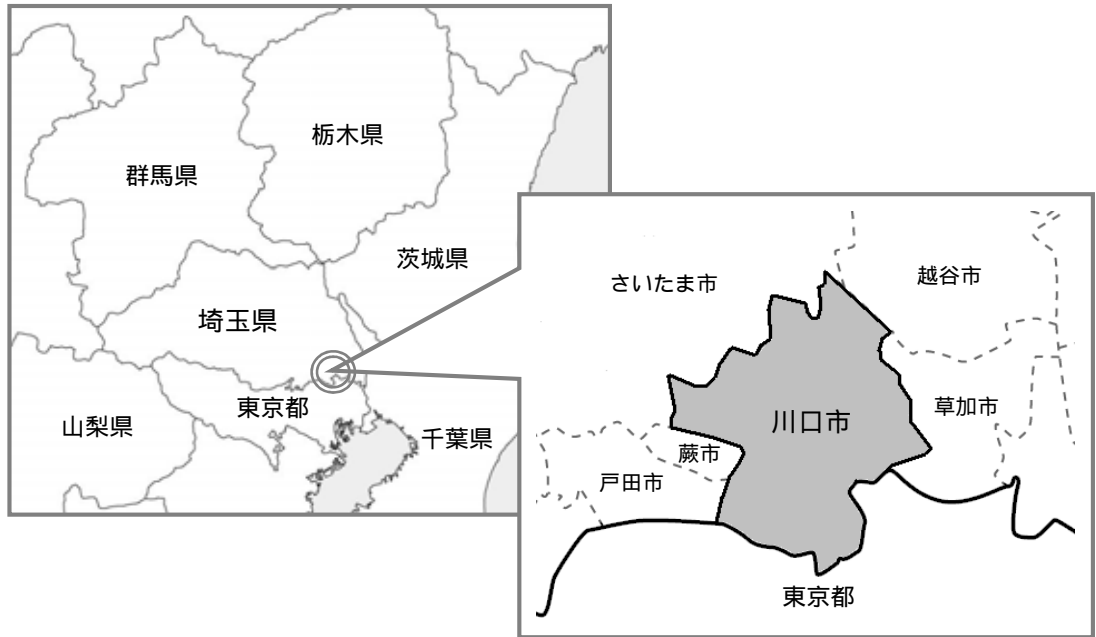 栃木県
群馬県
茨城県
埼玉県
東京都
山梨県
千葉県
越谷市
さいたま市
川口市
草加市
蕨市
戸田市
東京都